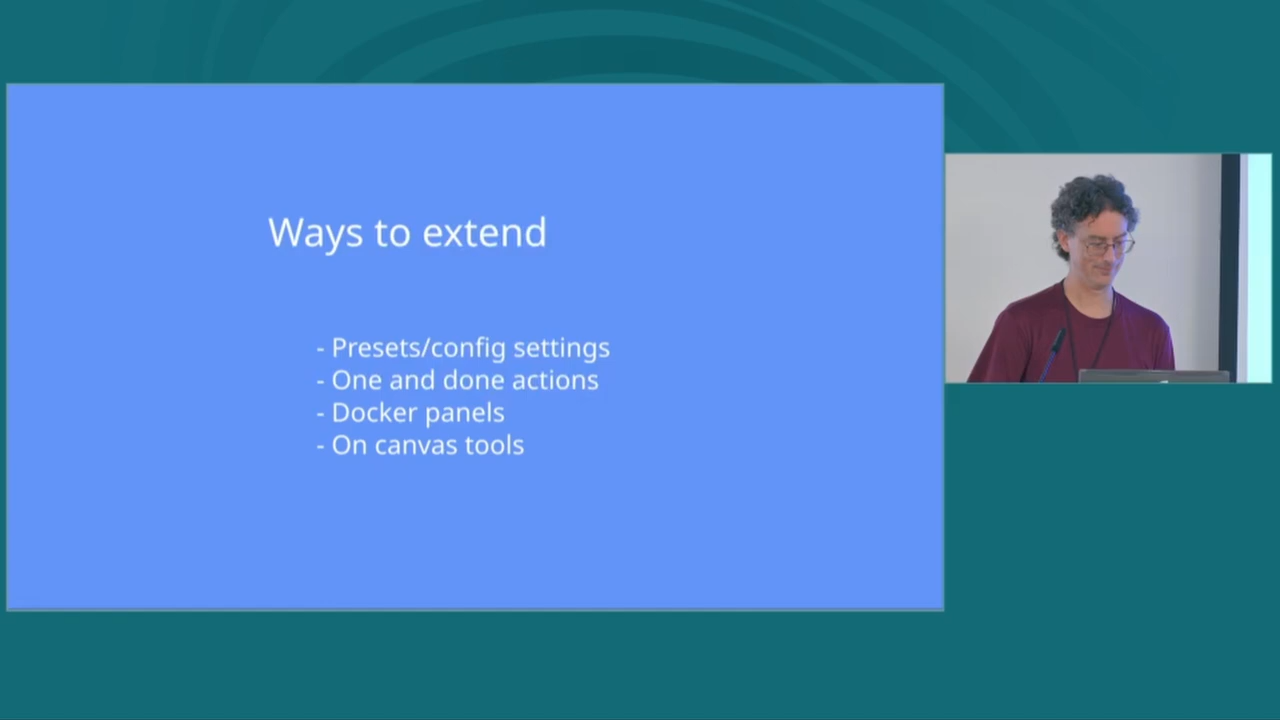 Ways to extend
- Presets/config settings
- One and done actions
- Docker panels
- On canvas tools